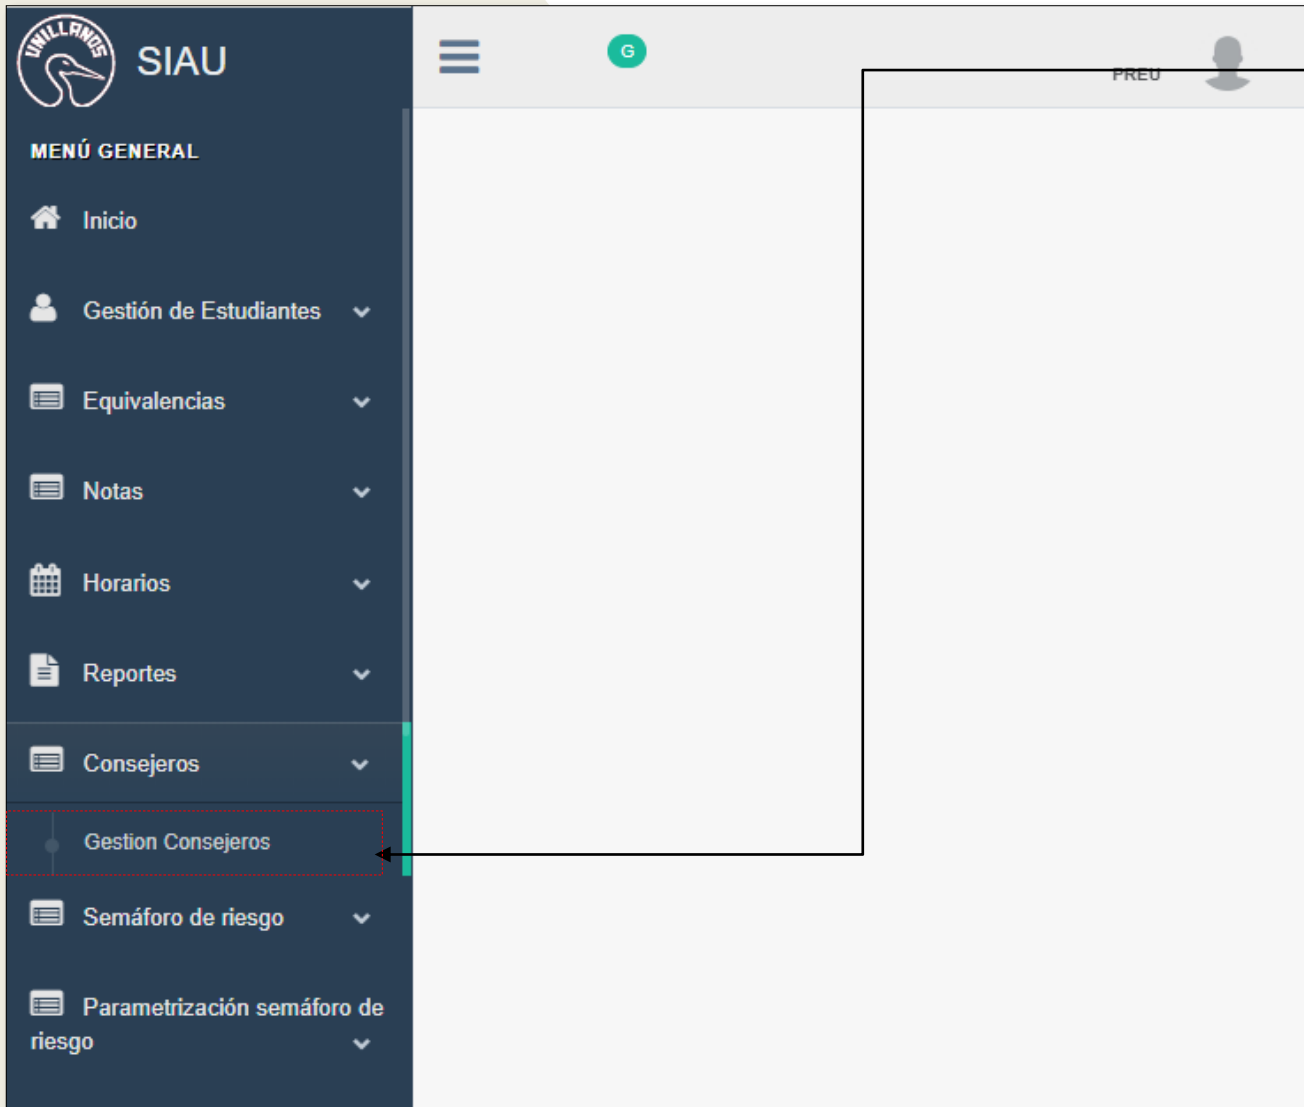 UNILLANOS
SIAU
G
PREU
MENÚ GENERAL
Inicio
Gestión de Estudiantes
Equivalencias
Notas
Horarios
Reportes
Consejeros
Gestion Consejeros
Semáforo de riesgo
Parametrización semáforo de
riesgo